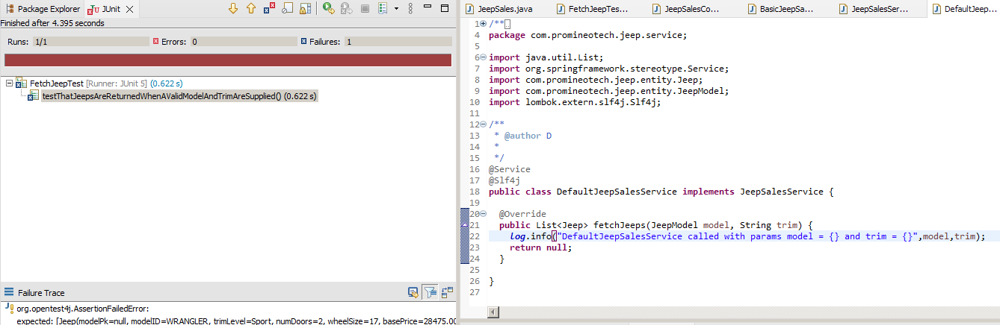 Package Explorer JUnit
Finished after 4.395 seconds
Runs: 1/1 Errors: 0 Failures: 1
FetchJeepTest [Runner: JUnit 5] (0.622 s)
testThatJeepsAreReturnedWhenAValidModelAndTrimAreSupplied() (0.622 s)
Failure Trace
org.opentest4j.AssertionFailedError:
expected: [Jeep(modelPk=null, modelID=WRANGLER, trimLevel=Sport, numDoors=2, wheelSize=17, basePrice=28475.00
JeepSales.java FetchJeepTes... JeepSalesCo... BasicJeepSa... JeepSalesSer... DefaultJeep...
1 /**
4 package com.promineotech.jeep.service;
5
6 import java.util.List;
7 import org.springframework.stereotype.Service;
8 import com.promineotech.jeep.entity.Jeep;
9 import com.promineotech.jeep.entity.JeepModel;
10 import lombok.extern.slf4j.Slf4j;
11
12 /**
13 * @author D
14 *
15 */
16 @Service
17 @Slf4j
18 public class DefaultJeepSalesService implements JeepSalesService {
19
20 @Override
21 public List<Jeep> fetchJeeps(JeepModel model, String trim) {
22 log.info("DefaultJeepSalesService called with params model = {} and trim = {}",model,trim);
23 return null;
24 }
25
26 }
27